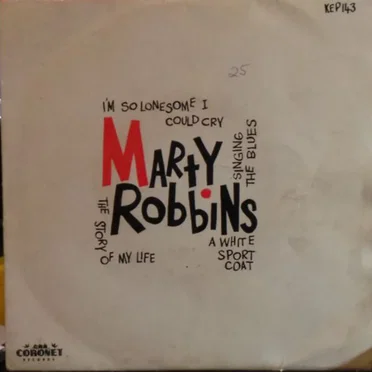 KEP143
25
I'M SO LONESOME I
COULD CRY
MARtY
RobbiNS
SINGING
THE BLUES
THE STORY
OF MY LIFE
A WHITE
SPORT
COAT
CORONET
RECORDS